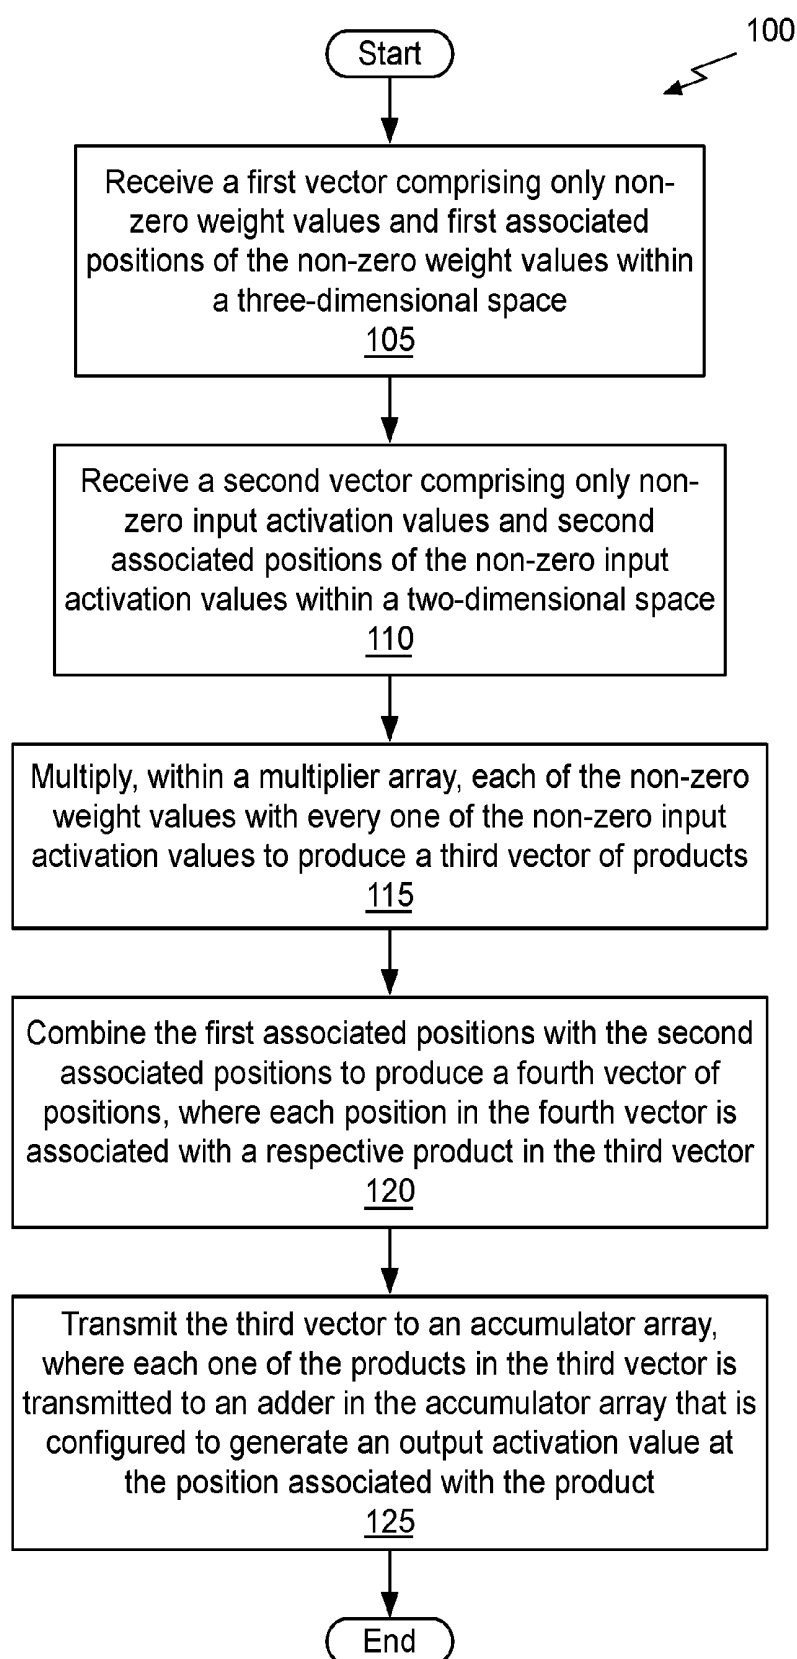 100
Start
Receive a first vector comprising only non-
zero weight values and first associated
positions of the non-zero weight values within
a three-dimensional space
105
Receive a second vector comprising only non-
zero input activation values and second
associated positions of the non-zero input
activation values within a two-dimensional space
110
Multiply, within a multiplier array, each of the non-zero
weight values with every one of the non-zero input
activation values to produce a third vector of products
115
Combine the first associated positions with the second
associated positions to produce a fourth vector of
positions, where each position in the fourth vector is
associated with a respective product in the third vector
120
Transmit the third vector to an accumulator array,
where each one of the products in the third vector is
transmitted to an adder in the accumulator array that is
configured to generate an output activation value at
the position associated with the product
125
End